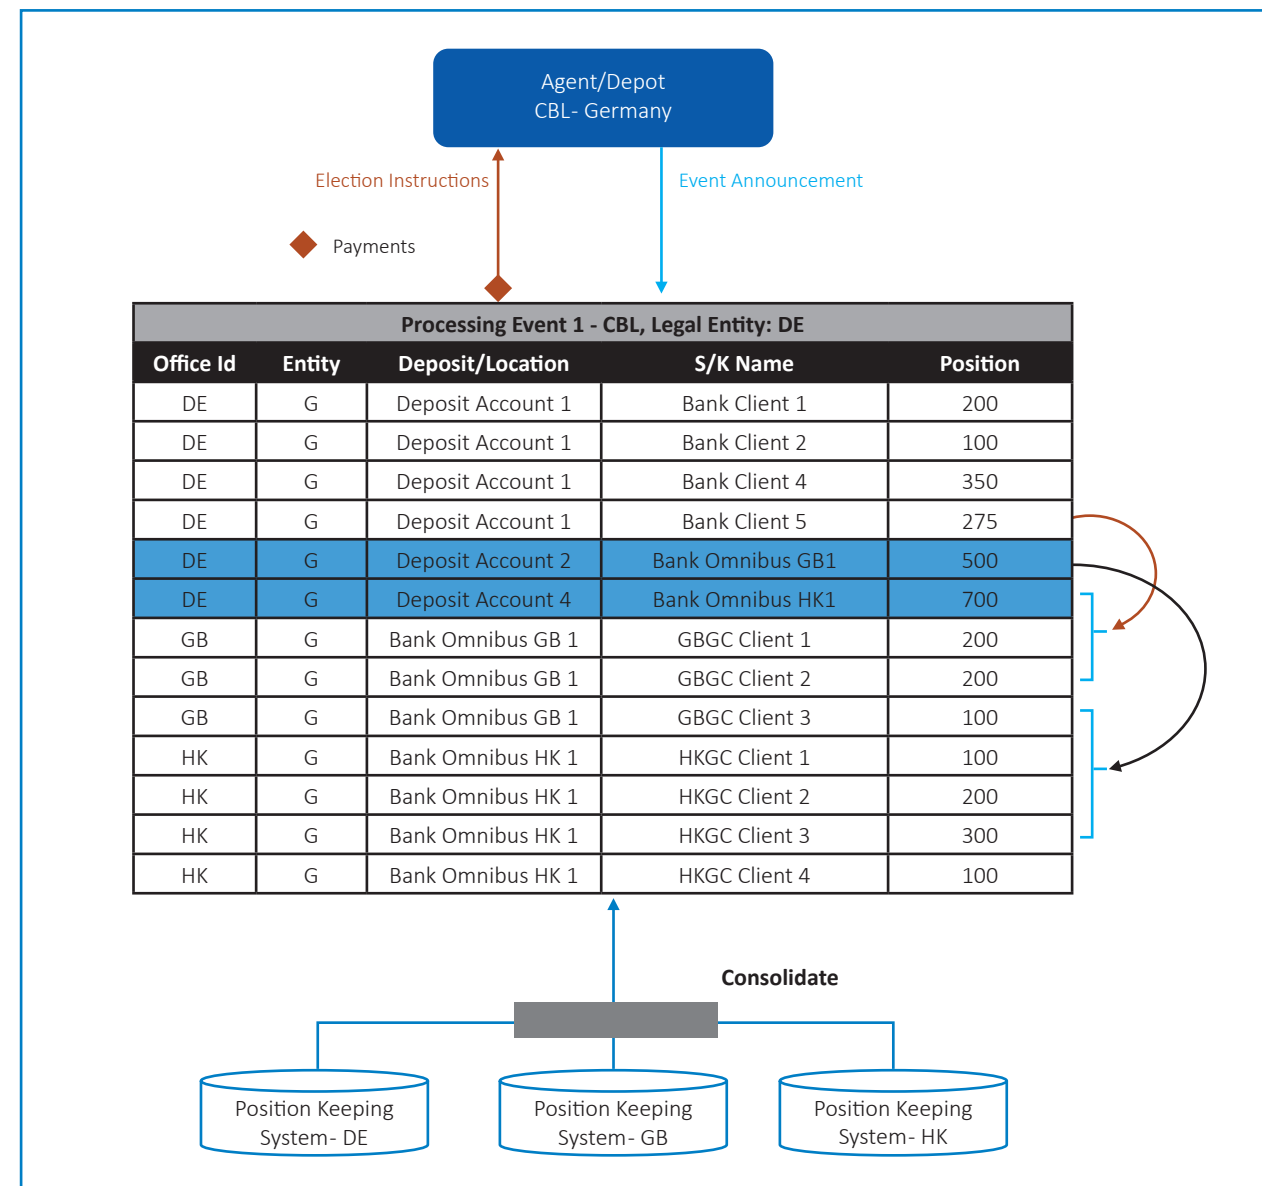 Agent/Depot
CBL- Germany
Election Instructions
Event Announcement
Payments
Processing Event 1 - CBL, Legal Entity: DE
Office Id Entity Deposit/Location S/K Name Position
DE G Deposit Account 1 Bank Client 1 200
DE G Deposit Account 1 Bank Client 2 100
DE G Deposit Account 1 Bank Client 4 350
DE G Deposit Account 1 Bank Client 5 275
DE G Deposit Account 2 Bank Omnibus GB1 500
DE G Deposit Account 4 Bank Omnibus HK1 700
GB G Bank Omnibus GB 1 GBGC Client 1 200
GB G Bank Omnibus GB 1 GBGC Client 2 200
GB G Bank Omnibus GB 1 GBGC Client 3 100
HK G Bank Omnibus HK 1 HKGC Client 1 100
HK G Bank Omnibus HK 1 HKGC Client 2 200
HK G Bank Omnibus HK 1 HKGC Client 3 300
HK G Bank Omnibus HK 1 HKGC Client 4 100
Consolidate
Position Keeping
System- DE
Position Keeping
System- GB
Position Keeping
System- HK